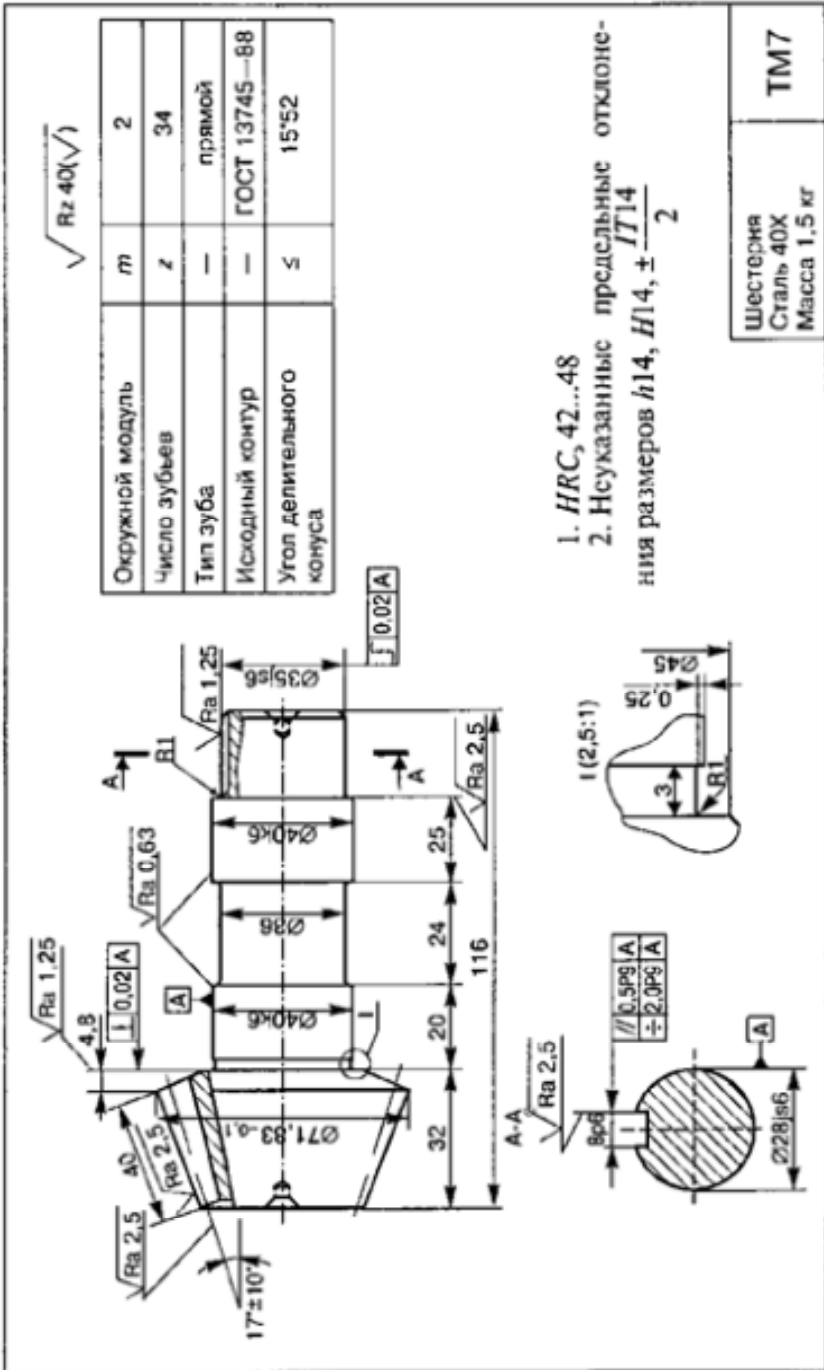 √ Rz 40(√)
Окружной модуль m 2
Число зубьев z 34
Тип зуба — прямой
Исходный контур — ГОСТ 13745—88
Угол делительного конуса ≤ 15°52
Ra 1,25
4,8
⊥ 0,02 A
A
Ra 0,63
R1
Ra 1,25
A
A
0,02 A
Ra 2,5
40
Ra 2,5
17°±10"
Ø71,83-0,1
Ø40k6
Ø36
Ø40k6
Ø35js6
I
32
20
24
25
116
Ra 2,5
A-A
Ra 2,5
8p6
// 0,5P9 A
÷ 2,0P9 A
A
Ø28js6
I (2,5:1)
3
R1
0,25
Ø45
1. HRC, 42...48
2. Неуказанные предельные отклоне-
ния размеров h14, H14, ± IT14
2
Шестерня
Сталь 40Х
Масса 1,5 кг
ТМ7